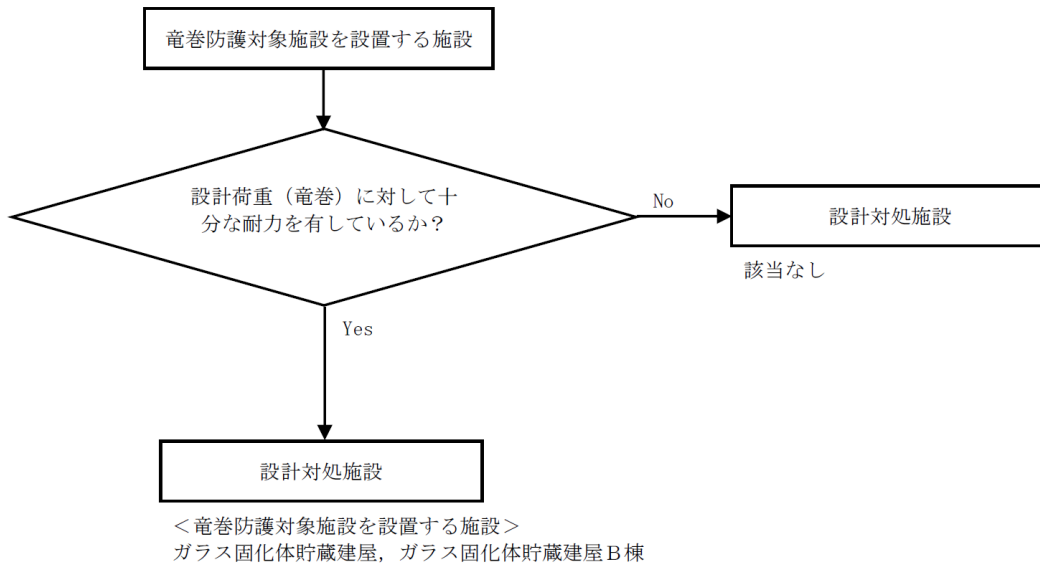 竜巻防護対象施設を設置する施設
設計荷重（竜巻）に対して十
分な耐力を有しているか？
No
設計対処施設
該当なし
Yes
設計対処施設
＜竜巻防護対象施設を設置する施設＞
ガラス固化体貯蔵建屋，ガラス固化体貯蔵建屋Ｂ棟